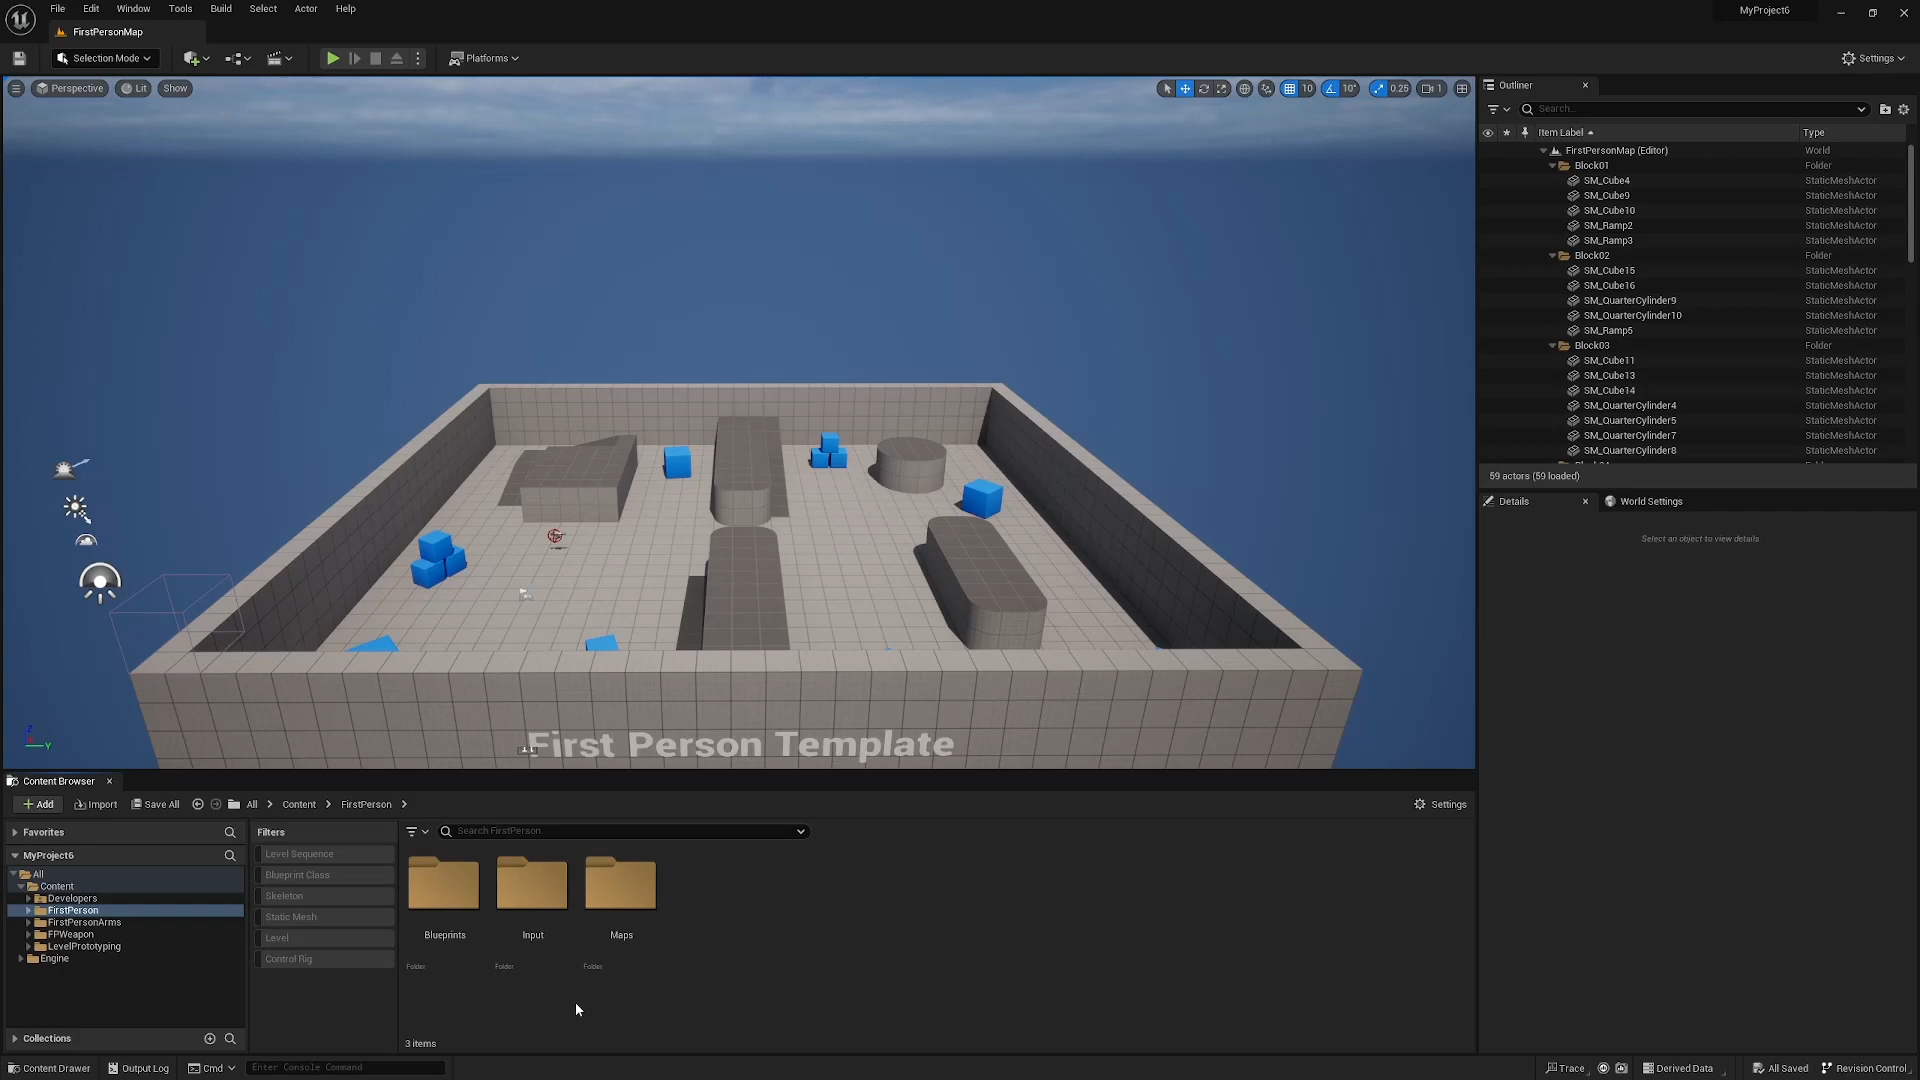 File Edit Window Tools Build Select Actor Help
MyProject6
FirstPersonMap
Selection Mode
Platforms
Settings
Perspective Lit Show
10 10° 0.25 1
Outliner
Search...
Item Label Type
FirstPersonMap (Editor) World
Block01 Folder
SM_Cube4 StaticMeshActor
SM_Cube9 StaticMeshActor
SM_Cube10 StaticMeshActor
SM_Ramp2 StaticMeshActor
SM_Ramp3 StaticMeshActor
Block02 Folder
SM_Cube15 StaticMeshActor
SM_Cube16 StaticMeshActor
SM_QuarterCylinder9 StaticMeshActor
SM_QuarterCylinder10 StaticMeshActor
SM_Ramp5 StaticMeshActor
Block03 Folder
SM_Cube11 StaticMeshActor
SM_Cube13 StaticMeshActor
SM_Cube14 StaticMeshActor
SM_QuarterCylinder4 StaticMeshActor
SM_QuarterCylinder5 StaticMeshActor
SM_QuarterCylinder7 StaticMeshActor
SM_QuarterCylinder8 StaticMeshActor
59 actors (59 loaded)
Details World Settings
Select an object to view details.
First Person Template
Z
Y
Content Browser
Add Import Save All All Content FirstPerson Settings
Favorites
MyProject6
All
Content
Developers
FirstPerson
FirstPersonArms
FPWeapon
LevelPrototyping
Engine
Collections
Filters
Level Sequence
Blueprint Class
Skeleton
Static Mesh
Level
Control Rig
Search FirstPerson
Blueprints Input Maps
Folder Folder Folder
3 items
Content Drawer Output Log Cmd Enter Console Command Trace Derived Data All Saved Revision Control